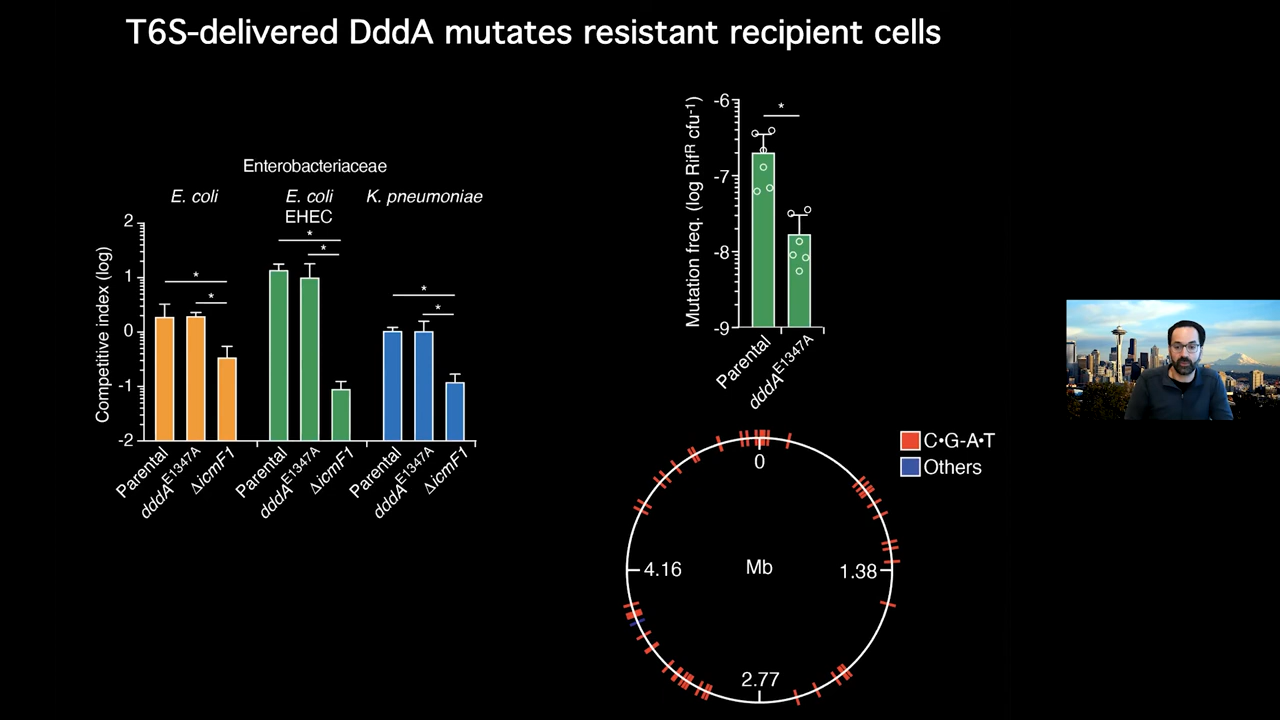 T6S-delivered DddA mutates resistant recipient cells
Enterobacteriaceae
E. coli
E. coli
EHEC
K. pneumoniae
Competitive index (log)
2
1
0
-1
-2
*
*
*
*
*
*
Parental
dddAE1347A
ΔicmF1
Parental
dddAE1347A
ΔicmF1
Parental
dddAE1347A
ΔicmF1
Mutation freq. (log RifR cfu-1)
-6
-7
-8
-9
*
Parental
dddAE1347A
C•G-A•T
Others
0
4.16
Mb
1.38
2.77